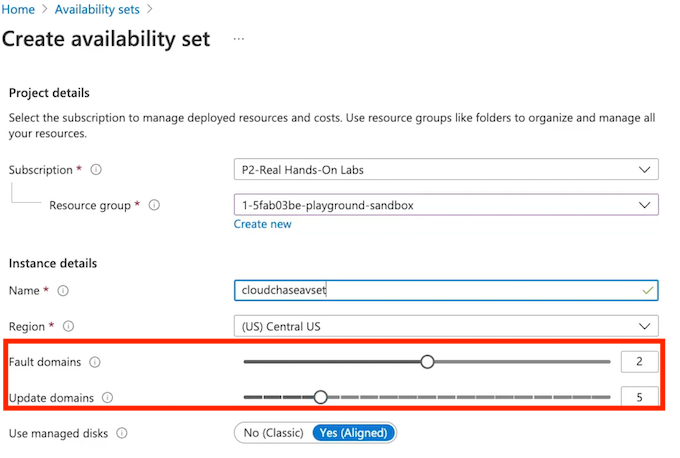 Home > Availability sets >
Create availability set ...
Project details
Select the subscription to manage deployed resources and costs. Use resource groups like folders to organize and manage all
your resources.
Subscription *
P2-Real Hands-On Labs
Resource group *
1-5fab03be-playground-sandbox
Create new
Instance details
Name *
cloudchaseavset
Region *
(US) Central US
Fault domains
2
Update domains
5
Use managed disks
No (Classic) Yes (Aligned)